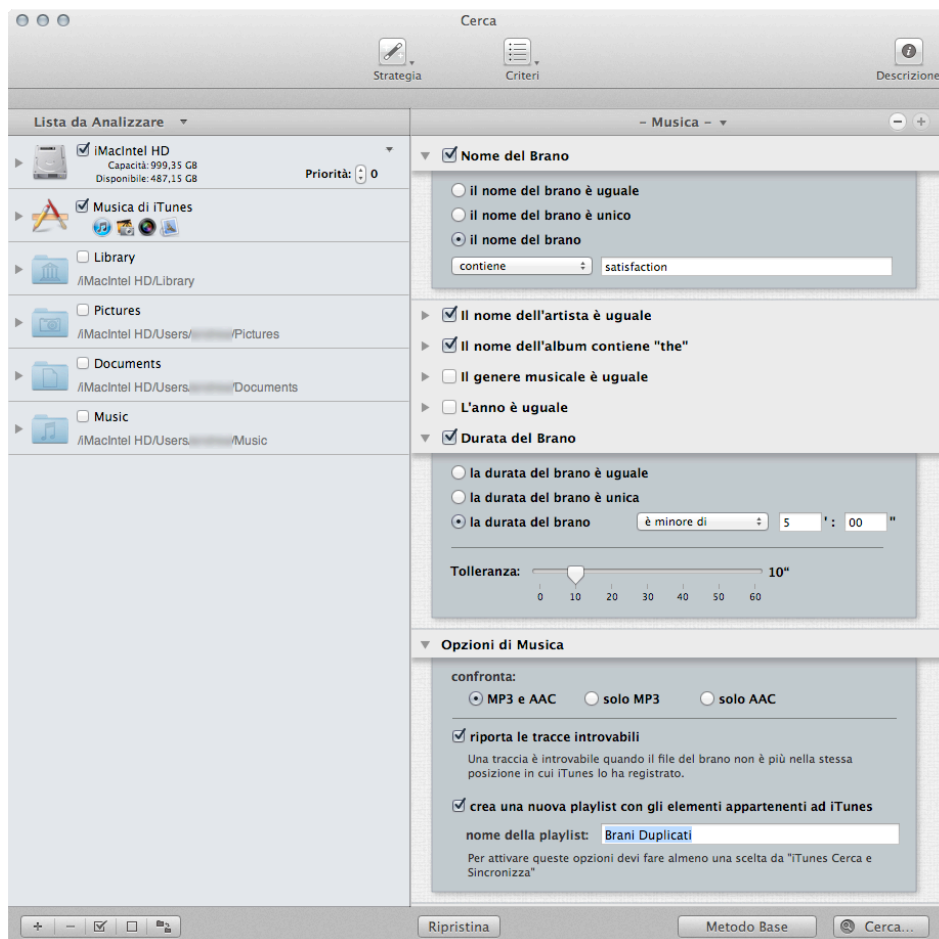 Cerca
Strategia
Criteri
Descrizione
Lista da Analizzare
iMacIntel HD
Capacità: 999,35 GB
Disponibile: 487,15 GB
Priorità: 0
Musica di iTunes
Library
/iMacIntel HD/Library
Pictures
/iMacIntel HD/Users/ /Pictures
Documents
/iMacIntel HD/Users/ /Documents
Music
/iMacIntel HD/Users/ /Music
– Musica –
Nome del Brano
il nome del brano è uguale
il nome del brano è unico
il nome del brano
contiene satisfaction
Il nome dell'artista è uguale
Il nome dell'album contiene "the"
Il genere musicale è uguale
L'anno è uguale
Durata del Brano
la durata del brano è uguale
la durata del brano è unica
la durata del brano è minore di 5 ' : 00 "
Tolleranza: 10"
0 10 20 30 40 50 60
Opzioni di Musica
confronta:
MP3 e AAC solo MP3 solo AAC
riporta le tracce introvabili
Una traccia è introvabile quando il file del brano non è più nella stessa
posizione in cui iTunes lo ha registrato.
crea una nuova playlist con gli elementi appartenenti ad iTunes
nome della playlist: Brani Duplicati
Per attivare queste opzioni devi fare almeno una scelta da "iTunes Cerca e
Sincronizza"
Ripristina
Metodo Base
Cerca...